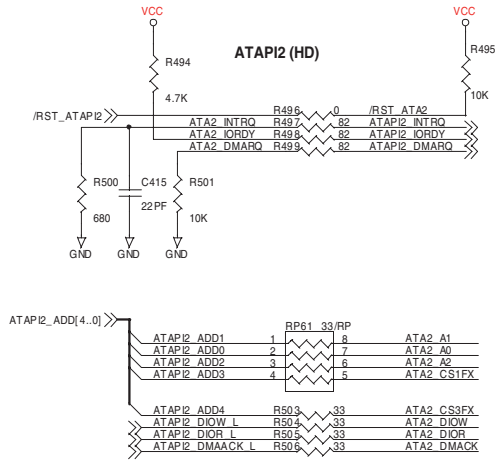 VCC VCC
R494 ATAPI2 (HD) R495
4.7K 10K
/RST_ATAPI2 R496 0 /RST_ATA2
ATA2_INTRQ R497 82 ATAPI2_INTRQ
ATA2_IORDY R498 82 ATAPI2_IORDY
ATA2_DMARQ R499 82 ATAPI2_DMARQ
R500 C415 R501
680 22PF 10K
GND GND GND
ATAPI2_ADD[4..0] RP61 33/RP
ATAPI2_ADD1 1 8 ATA2_A1
ATAPI2_ADD0 2 7 ATA2_A0
ATAPI2_ADD2 3 6 ATA2_A2
ATAPI2_ADD3 4 5 ATA2_CS1FX
ATAPI2_ADD4 R503 33 ATA2_CS3FX
ATAPI2_DIOW_L R504 33 ATA2_DIOW
ATAPI2_DIOR_L R505 33 ATA2_DIOR
ATAPI2_DMAACK_L R506 33 ATA2_DMACK